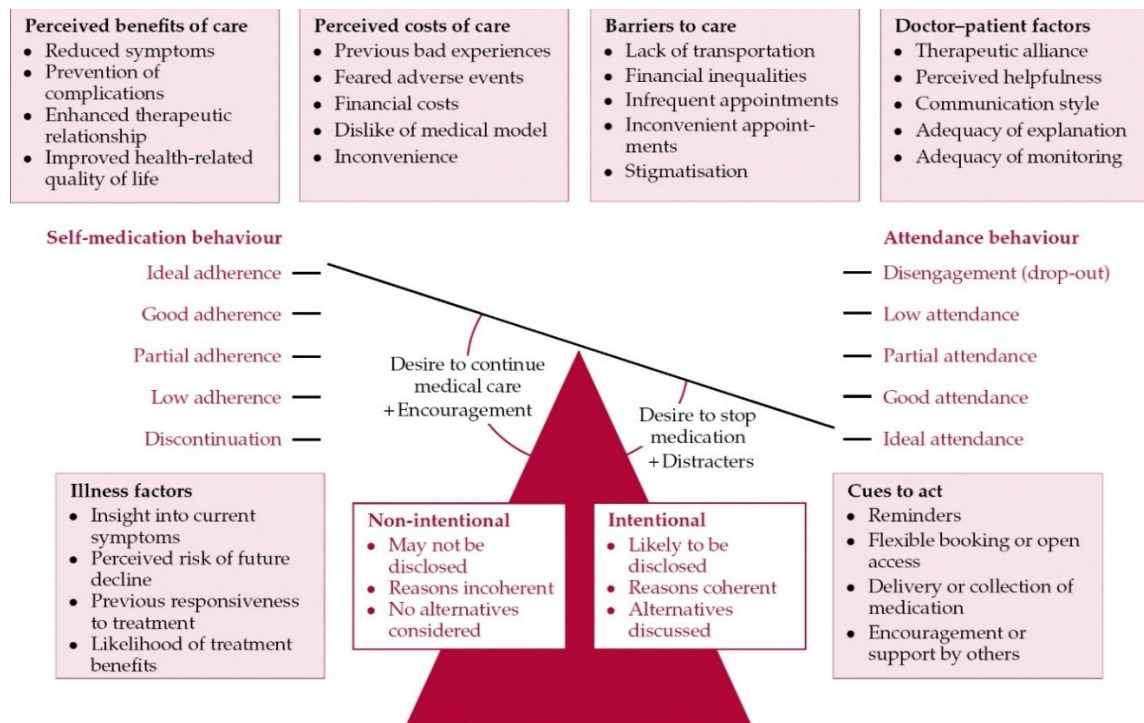 Perceived benefits of care
• Reduced symptoms
• Prevention of
complications
• Enhanced therapeutic
relationship
• Improved health-related
quality of life
Perceived costs of care
• Previous bad experiences
• Feared adverse events
• Financial costs
• Dislike of medical model
• Inconvenience
Barriers to care
• Lack of transportation
• Financial inequalities
• Infrequent appointments
• Inconvenient appoint-
ments
• Stigmatisation
Doctor–patient factors
• Therapeutic alliance
• Perceived helpfulness
• Communication style
• Adequacy of explanation
• Adequacy of monitoring
Self-medication behaviour
Ideal adherence
Good adherence
Partial adherence
Low adherence
Discontinuation
Desire to continue
medical care
+ Encouragement
Desire to stop
medication
+ Distracters
Attendance behaviour
Disengagement (drop-out)
Low attendance
Partial attendance
Good attendance
Ideal attendance
Illness factors
• Insight into current
symptoms
• Perceived risk of future
decline
• Previous responsiveness
to treatment
• Likelihood of treatment
benefits
Non-intentional
• May not be
disclosed
• Reasons incoherent
• No alternatives
considered
Intentional
• Likely to be
disclosed
• Reasons coherent
• Alternatives
discussed
Cues to act
• Reminders
• Flexible booking or open
access
• Delivery or collection of
medication
• Encouragement or
support by others